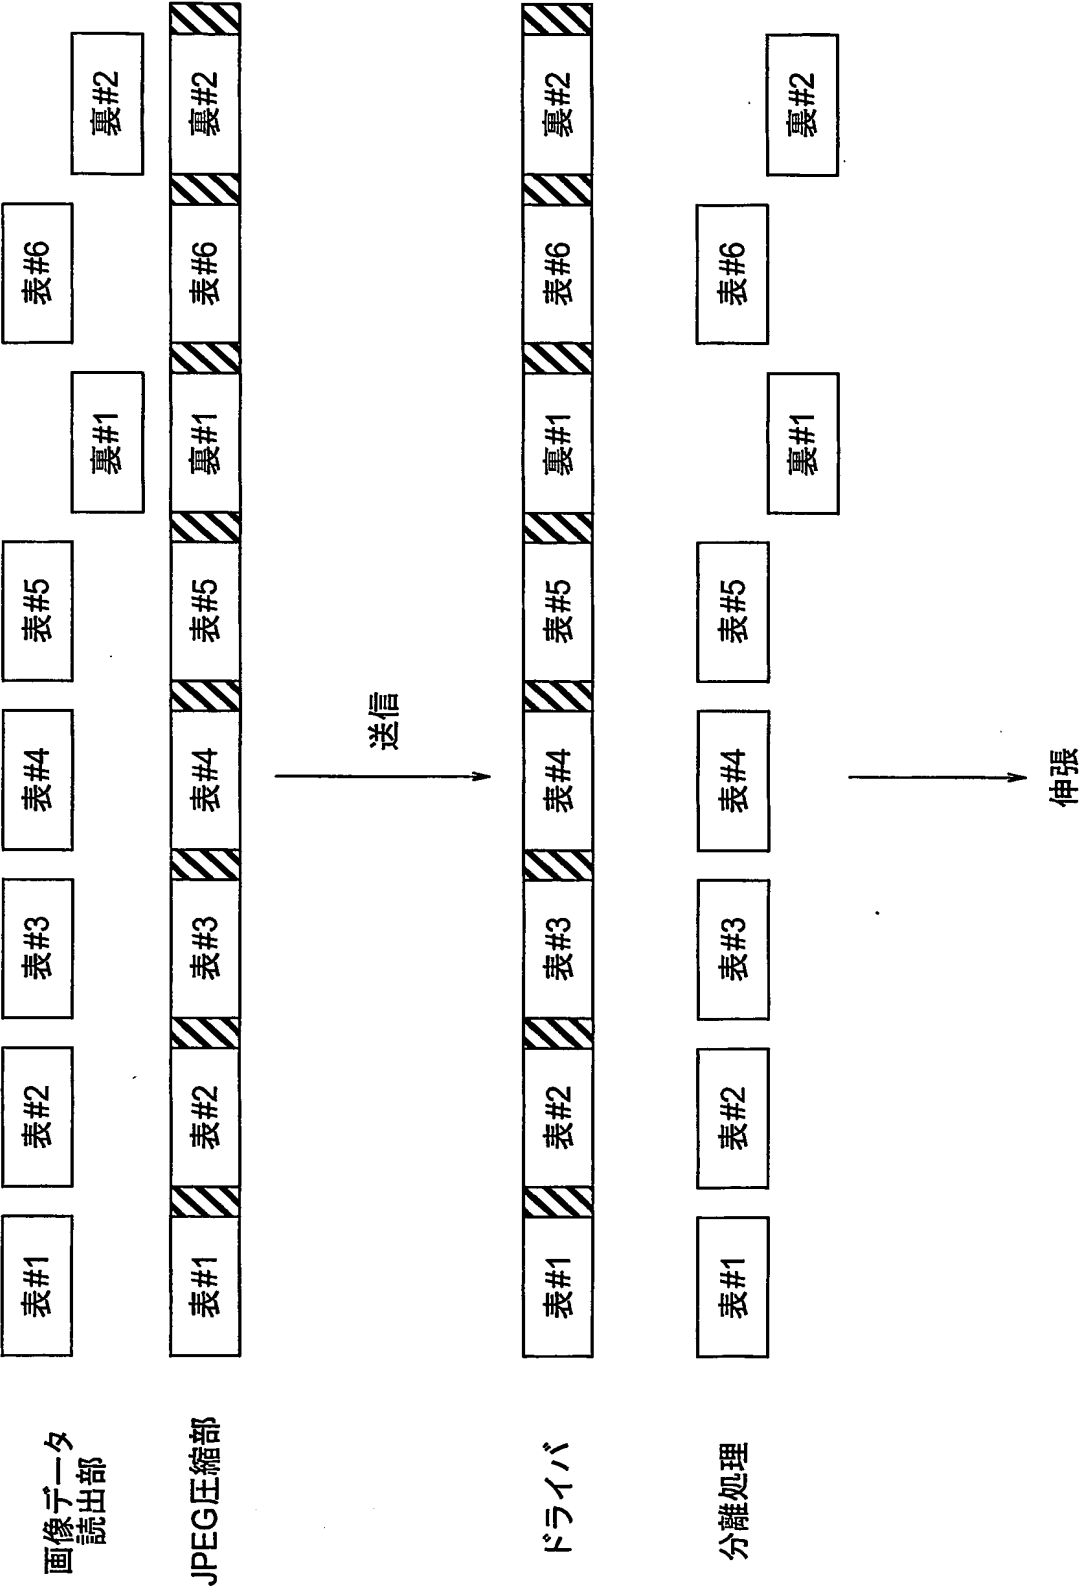 画像データ
読出部
表#1
表#2
表#3
表#4
表#5
裏#1
表#6
裏#2
JPEG圧縮部
表#1
表#2
表#3
表#4
表#5
裏#1
表#6
裏#2
送信
ドライバ
表#1
表#2
表#3
表#4
表#5
裏#1
表#6
裏#2
分離処理
表#1
表#2
表#3
表#4
表#5
裏#1
表#6
裏#2
伸張